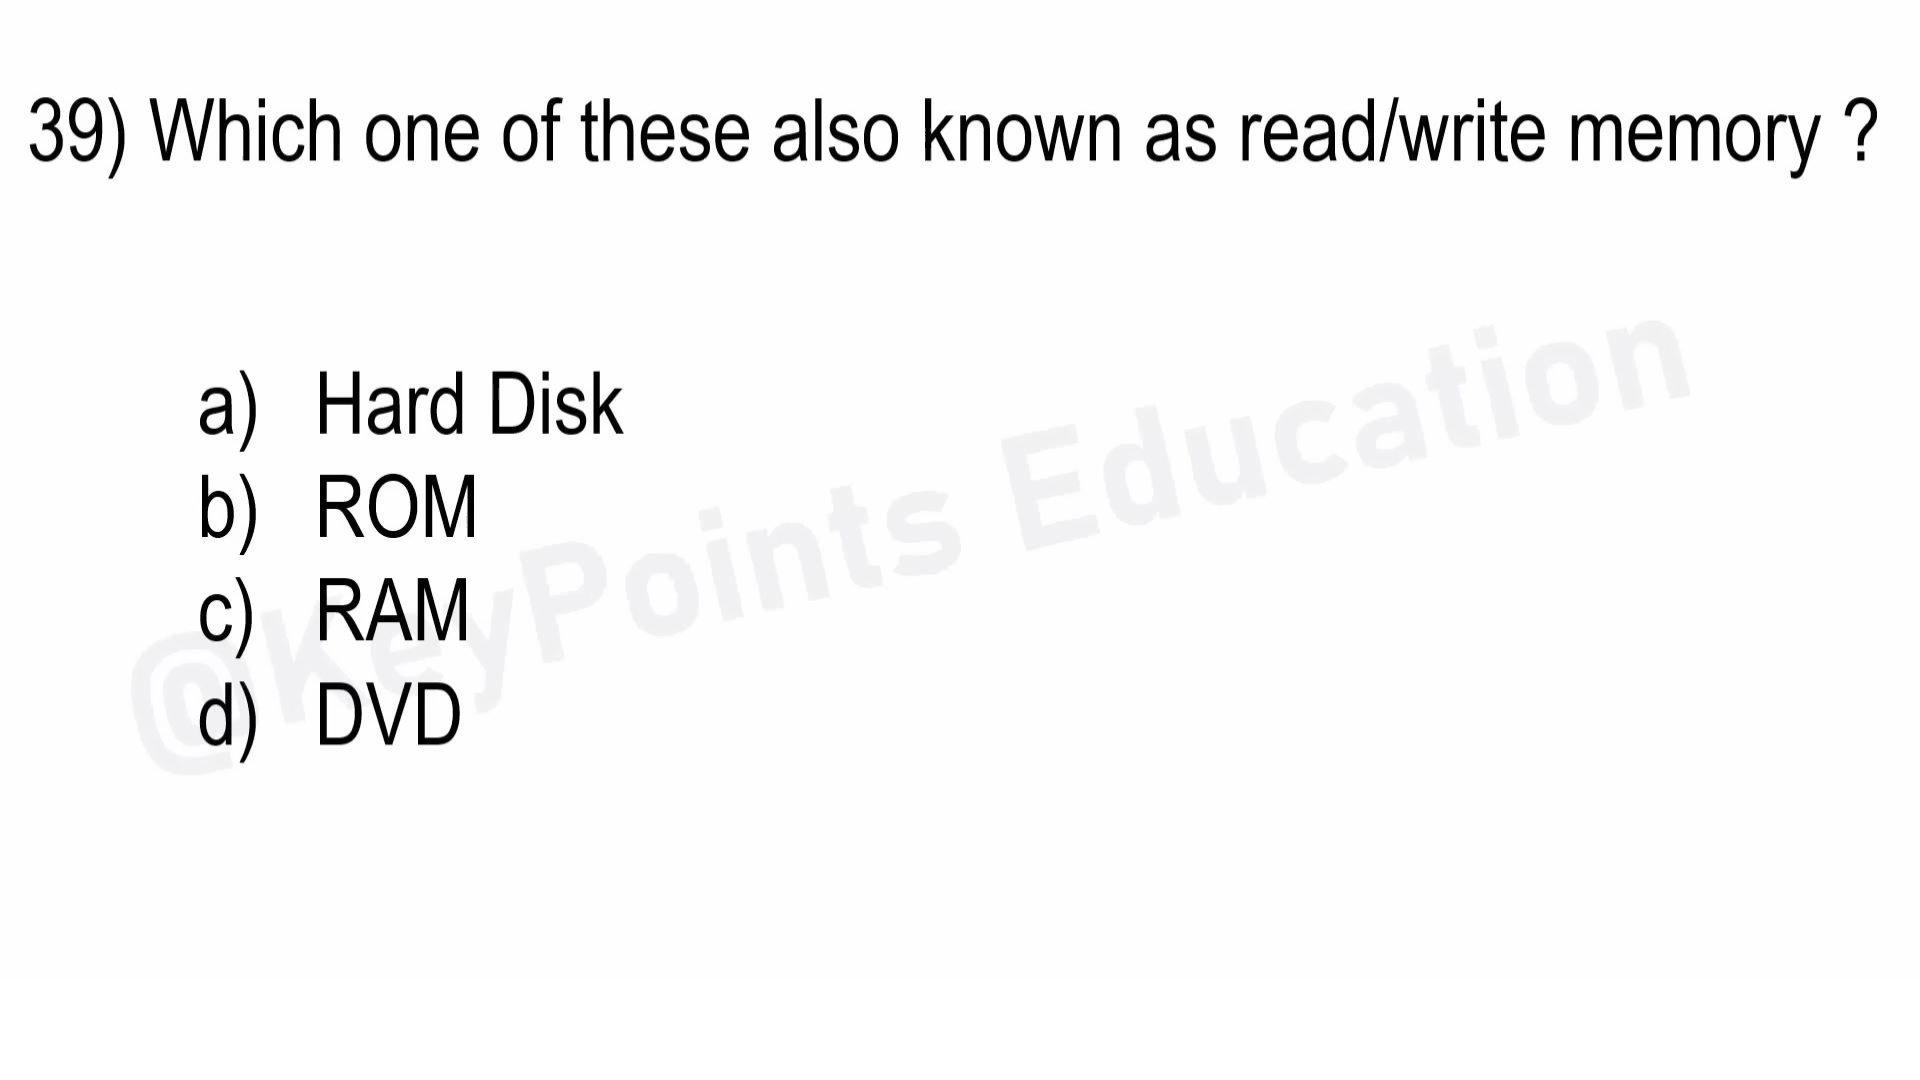 39) Which one of these also known as read/write memory ?
a) Hard Disk
b) ROM
c) RAM
d) DVD
@KeyPoints Education